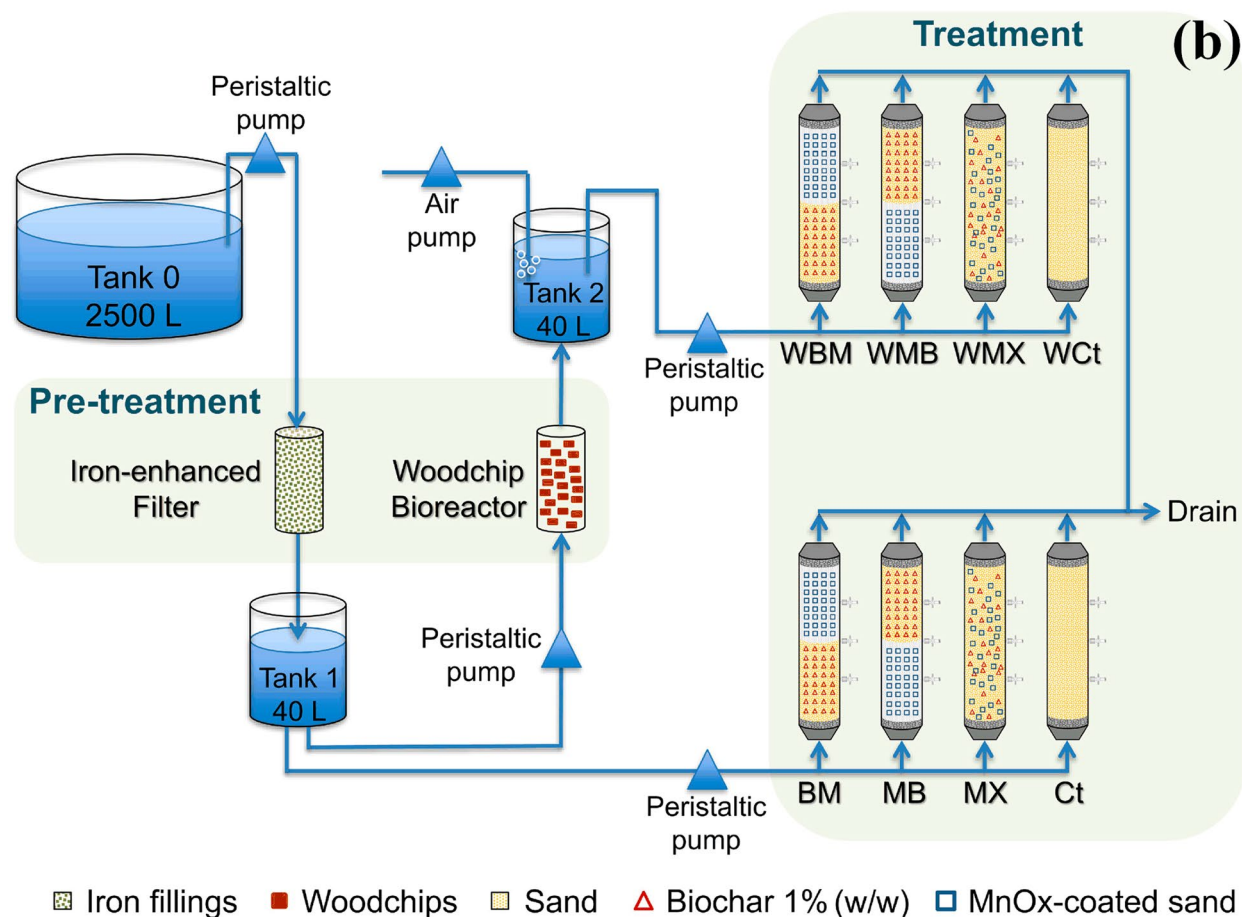 Treatment
(b)
Peristaltic
pump
Air
pump
Tank 0
2500 L
Tank 2
40 L
Peristaltic
pump
WBM
WMB
WMX
WCt
Pre-treatment
Iron-enhanced
Filter
Woodchip
Bioreactor
Drain
Tank 1
40 L
Peristaltic
pump
Peristaltic
pump
BM
MB
MX
Ct
Iron fillings
Woodchips
Sand
Biochar 1% (w/w)
MnOx-coated sand